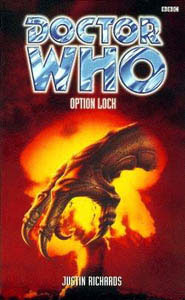 BBC
DOCTOR
WHO
OPTION LOCK
JUSTIN RICHARDS